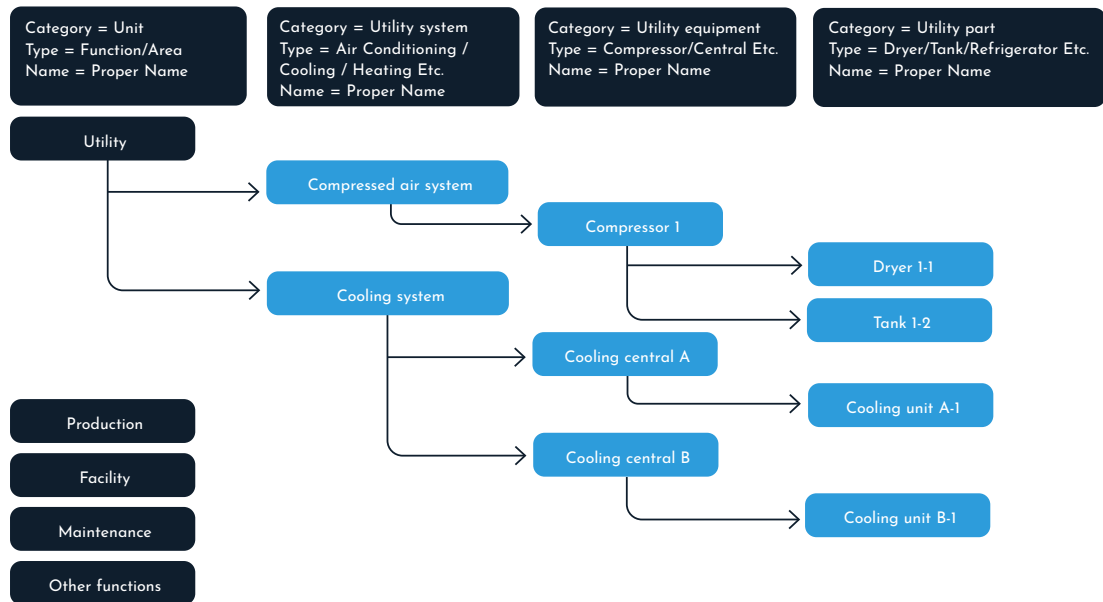 Category = Unit
Type = Function/Area
Name = Proper Name
Category = Utility system
Type = Air Conditioning /
Cooling / Heating Etc.
Name = Proper Name
Category = Utility equipment
Type = Compressor/Central Etc.
Name = Proper Name
Category = Utility part
Type = Dryer/Tank/Refrigerator Etc.
Name = Proper Name
Utility
Compressed air system
Compressor 1
Dryer 1-1
Cooling system
Tank 1-2
Cooling central A
Cooling unit A-1
Production
Cooling central B
Facility
Cooling unit B-1
Maintenance
Other functions